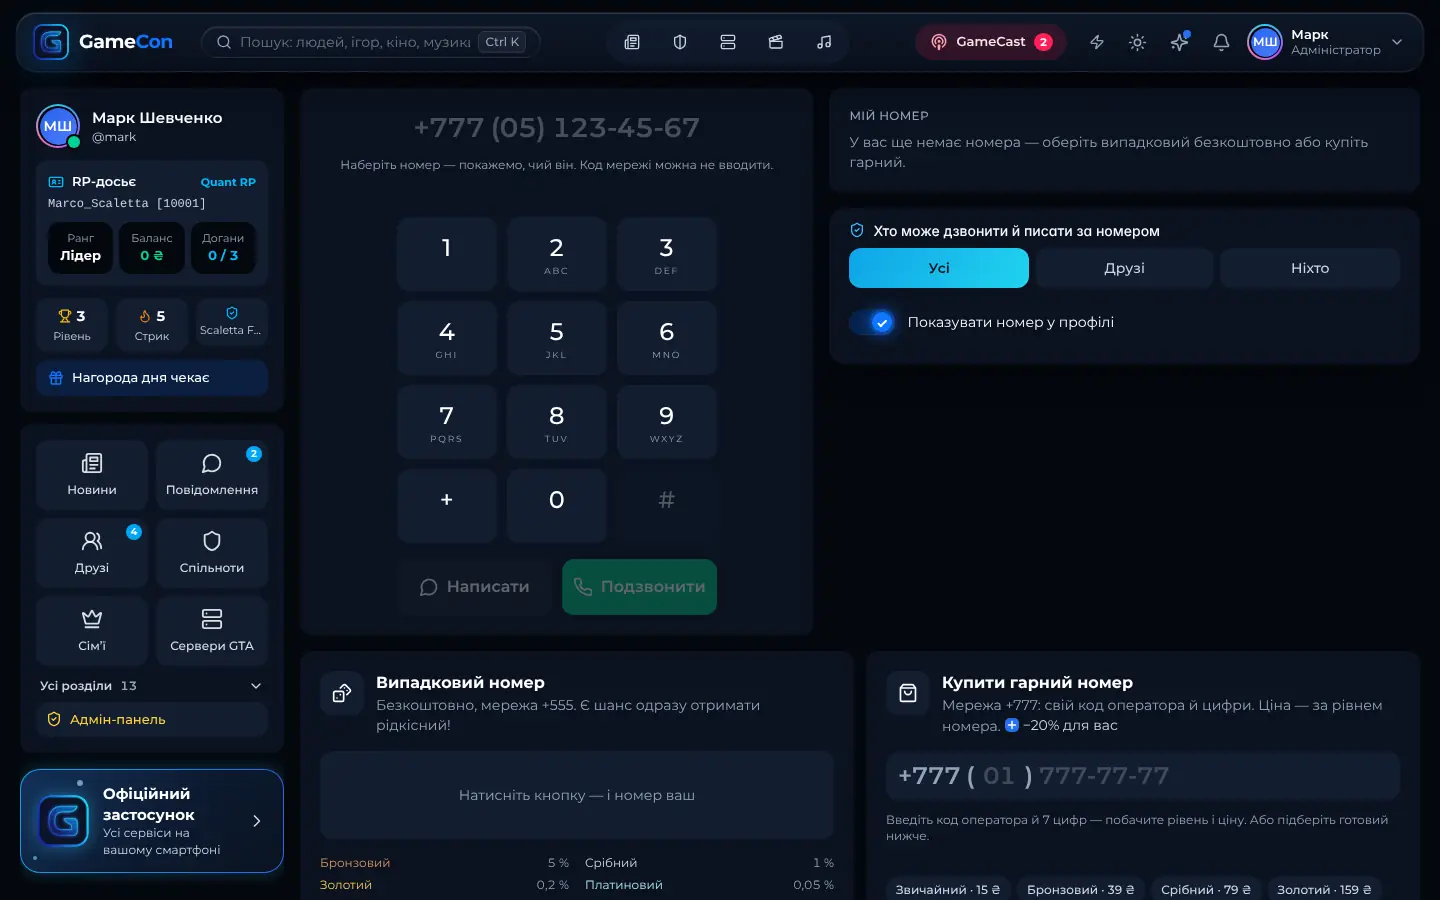 GameCon
Пошук: людей, ігор, кіно, музикі
Ctrl K
GameCast 2
МШ
Марк
Адміністратор
МШ
Марк Шевченко
@mark
RP-досьє
Quant RP
Marco_Scaletta [10001]
Ранг
Лідер
Баланс
0 ₴
Догани
0 / 3
3
Рівень
5
Стрик
Scaletta F...
Нагорода дня чекає
Новини
2
Повідомлення
4
Друзі
Спільноти
Сім'ї
Сервери GTA
Усі розділи 13
Адмін-панель
Офіційний
застосунок
Усі сервіси на
вашому смартфоні
+777 (05) 123-45-67
Наберіть номер — покажемо, чий він. Код мережі можна не вводити.
1
2
ABC
3
DEF
4
GHI
5
JKL
6
MNO
7
PQRS
8
TUV
9
WXYZ
+
0
#
Написати
Подзвонити
МІЙ НОМЕР
У вас ще немає номера — оберіть випадковий безкоштовно або купіть
гарний.
Хто може дзвонити й писати за номером
Усі
Друзі
Ніхто
Показувати номер у профілі
Випадковий номер
Безкоштовно, мережа +555. Є шанс одразу отримати
рідкісний!
Натисніть кнопку — і номер ваш
Бронзовий 5 %
Срібний 1 %
Золотий 0,2 %
Платиновий 0,05 %
Купити гарний номер
Мережа +777: свій код оператора й цифри. Ціна — за рівнем
номера. −20% для вас
+777 ( 01 ) 777-77-77
Введіть код оператора й 7 цифр — побачите рівень і ціну. Або підберіть готовий
нижче.
Звичайний · 15 ₴
Бронзовий · 39 ₴
Срібний · 79 ₴
Золотий · 159 ₴